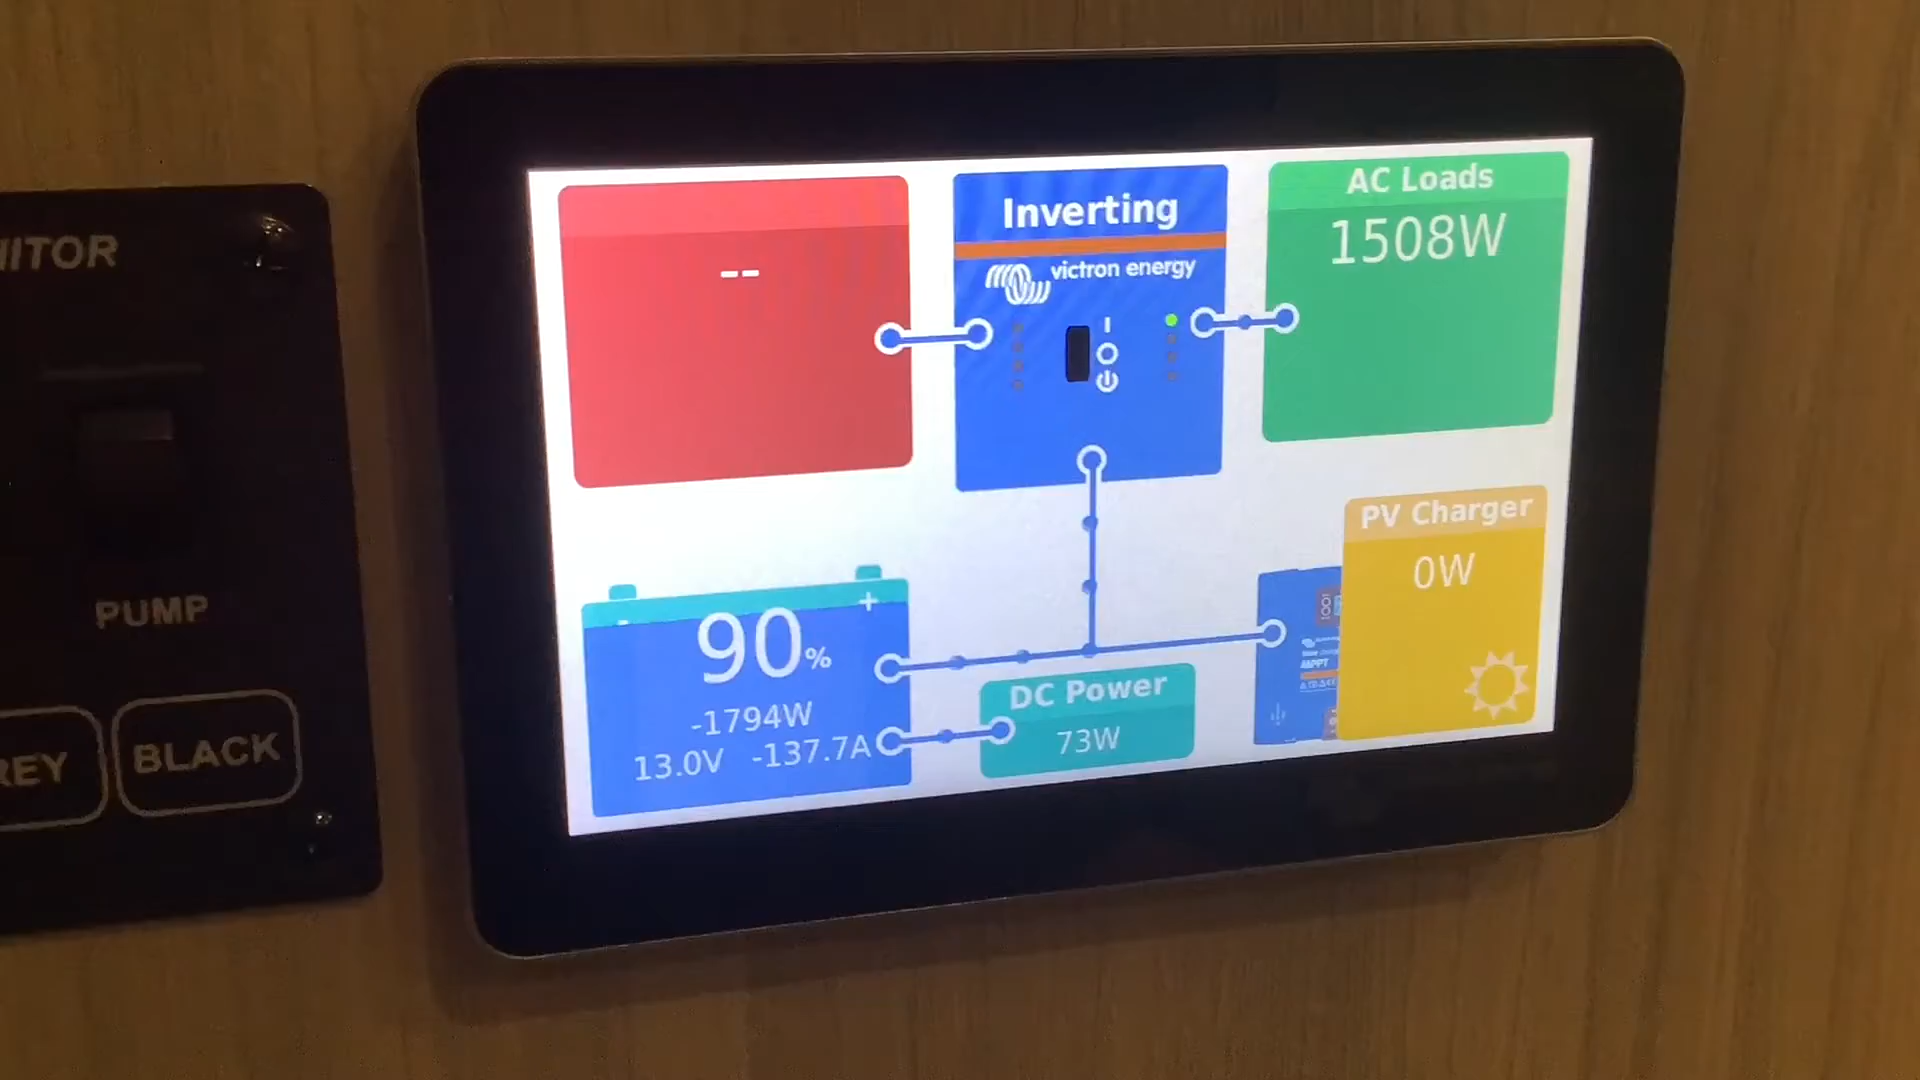 NITOR
PUMP
REY
BLACK
--
Inverting
victron energy
AC Loads
1508W
PV Charger
0W
MPPT
90%
-1794W
13.0V -137.7A
DC Power
73W